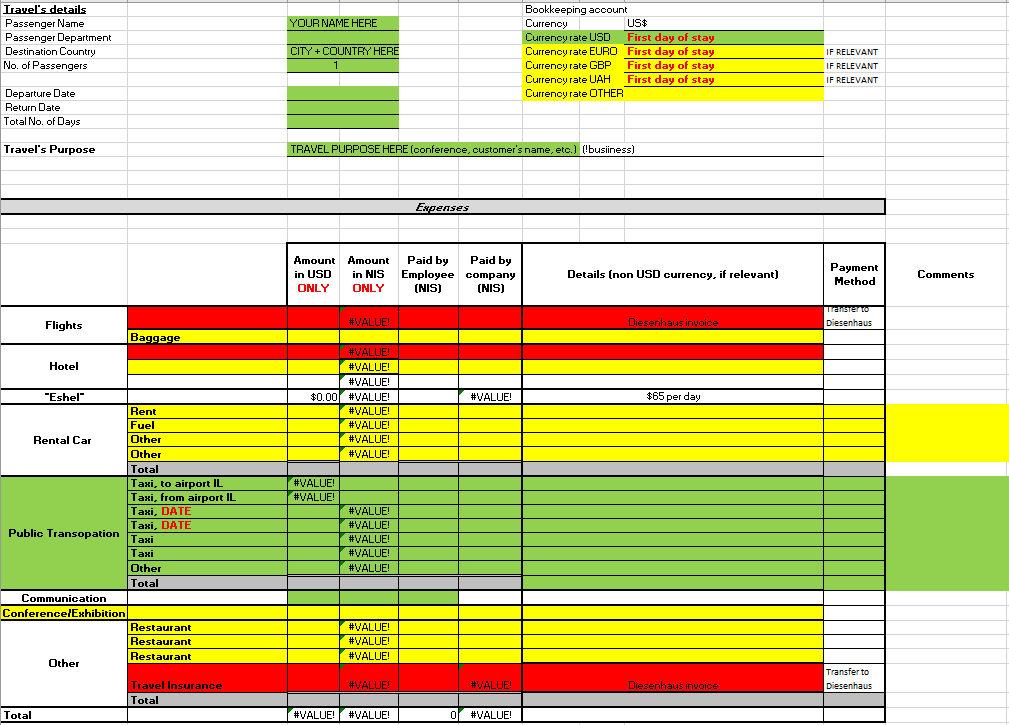 Travel's details Bookkeeping account
Passenger Name YOUR NAME HERE Currency US$
Passenger Department Currency rate USD First day of stay
Destination Country CITY + COUNTRY HERE Currency rate EURO First day of stay IF RELEVANT
No. of Passengers 1 Currency rate GBP First day of stay IF RELEVANT
Currency rate UAH First day of stay IF RELEVANT
Departure Date Currency rate OTHER
Return Date
Total No. of Days
Travel's Purpose TRAVEL PURPOSE HERE (conference, customer's name, etc.) (!busiiness)
Expenses
Amount in USD ONLY Amount in NIS ONLY Paid by Employee (NIS) Paid by company (NIS) Details (non USD currency, if relevant) Payment Method Comments
Flights #VALUE! Diesenhaus invoice Transfer to Diesenhaus
Baggage
Hotel #VALUE!
#VALUE!
#VALUE!
"Eshel" $0.00 #VALUE! #VALUE! $65 per day
Rental Car
Rent #VALUE!
Fuel #VALUE!
Other #VALUE!
Other #VALUE!
Total
Public Transopation
Taxi, to airport IL #VALUE!
Taxi, from airport IL #VALUE!
Taxi, DATE #VALUE!
Taxi, DATE #VALUE!
Taxi #VALUE!
Taxi #VALUE!
Other #VALUE!
Total
Communication
Conference/Exhibition
Other
Restaurant #VALUE!
Restaurant #VALUE!
Restaurant #VALUE!
Travel Insurance #VALUE! #VALUE! Diesenhaus invoice Transfer to Diesenhaus
Total
Total #VALUE! #VALUE! 0 #VALUE!